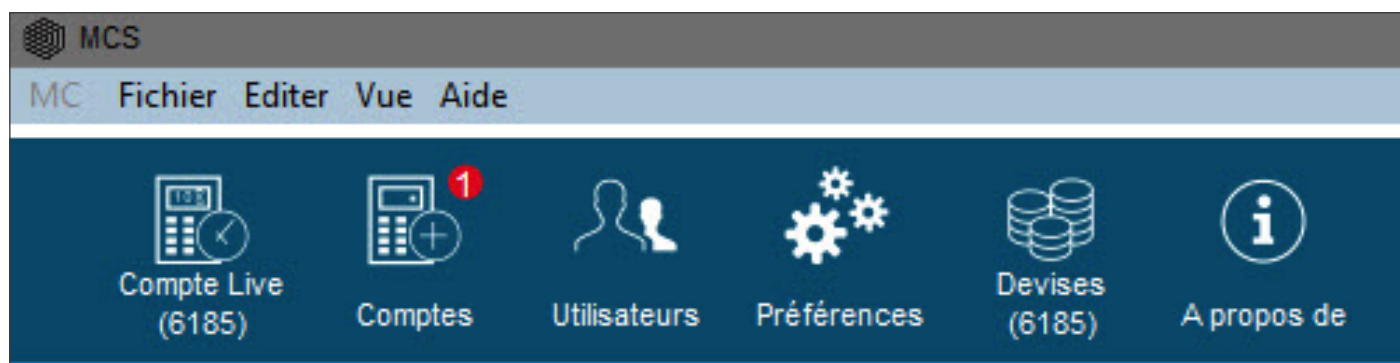 MCS
MC Fichier Editer Vue Aide
1
Compte Live
(6185)
Comptes
Utilisateurs
Préférences
Devises
(6185)
A propos de